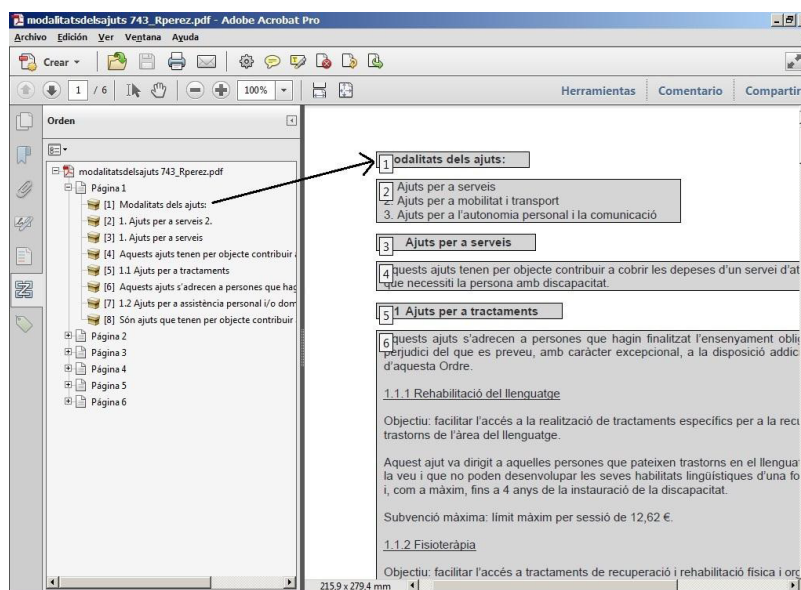 modalitatsdelsajuts 743_Rperez.pdf - Adobe Acrobat Pro
Archivo Edición Ver Ventana Ayuda
Crear
1 / 6 100% Herramientas Comentario Compartir
Orden
modalitatsdelsajuts 743_Rperez.pdf
Página 1
[1] Modalitats dels ajuts:
[2] 1. Ajuts per a serveis 2.
[3] 1. Ajuts per a serveis
[4] Aquests ajuts tenen per objecte contribuir
[5] 1.1 Ajuts per a tractaments
[6] Aquests ajuts s'adrecen a persones que hag
[7] 1.2 Ajuts per a assistència personal i/o dom
[8] Són ajuts que tenen per objecte contribuir
Página 2
Página 3
Página 4
Página 5
Página 6
1 odalitats dels ajuts:
2 Ajuts per a serveis
2. Ajuts per a mobilitat i transport
3. Ajuts per a l'autonomia personal i la comunicació
3 Ajuts per a serveis
4 quests ajuts tenen per objecte contribuir a cobrir les depeses d'un servei d'at
que necessiti la persona amb discapacitat.
5 1 Ajuts per a tractaments
6 quests ajuts s'adrecen a persones que hagin finalitzat l'ensenyament oblig
perjudici del que es preveu, amb caràcter excepcional, a la disposició addic
d'aquesta Ordre.
1.1.1 Rehabilitació del llenguatge
Objectiu: facilitar l'accés a la realització de tractaments específics per a la recu
trastorns de l'àrea del llenguatge.
Aquest ajut va dirigit a aquelles persones que pateixen trastorns en el llengua
la veu i que no poden desenvolupar les seves habilitats lingüístiques d'una fo
i, com a màxim, fins a 4 anys de la instauració de la discapacitat.
Subvenció màxima: límit màxim per sessió de 12,62 €.
1.1.2 Fisioteràpia
Objectiu: facilitar l'accés a tractaments de recuperació i rehabilitació física i org
215,9 x 279,4 mm